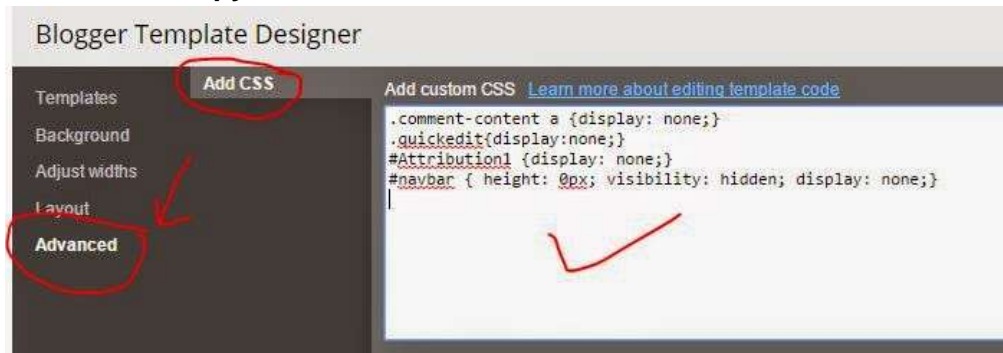 Blogger Template Designer
Templates
Background
Adjust widths
Layout
Advanced
Add CSS
Add custom CSS Learn more about editing template code
.comment-content a {display: none;}
.quickedit{display:none;}
#Attribution1 {display: none;}
#navbar { height: 0px; visibility: hidden; display: none;}